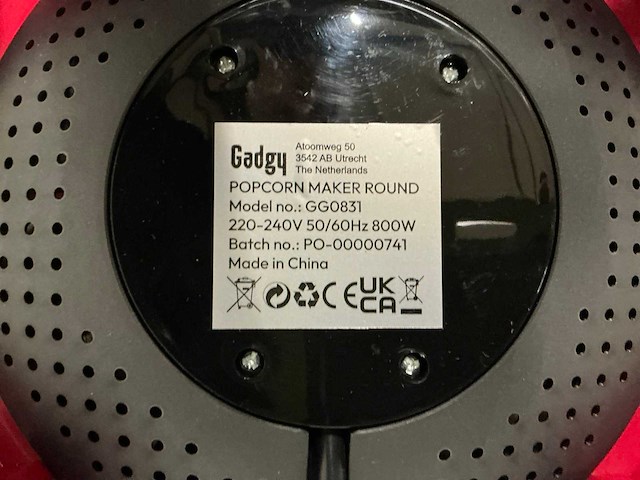 Gadgy
Atoomweg 50
3542 AB Utrecht
The Netherlands
POPCORN MAKER ROUND
Model no.: GG0831
220-240V 50/60Hz 800W
Batch no.: PO-00000741
Made in China
CE UK
CA